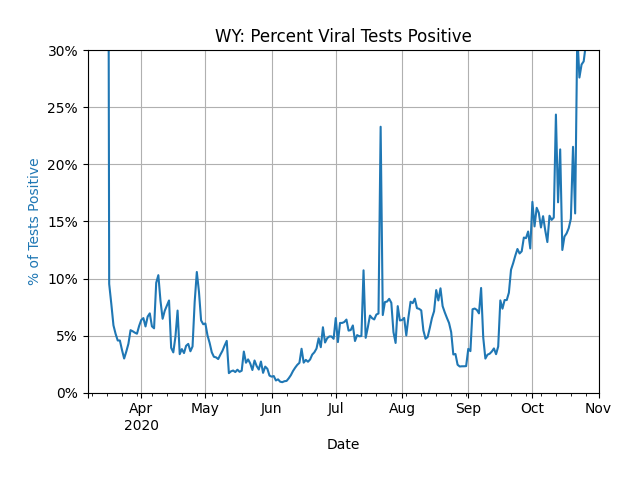 WY: Percent Viral Tests Positive
% of Tests Positive
30%
25%
20%
15%
10%
5%
0%
Apr
2020
May
Jun
Jul
Aug
Sep
Oct
Nov
Date